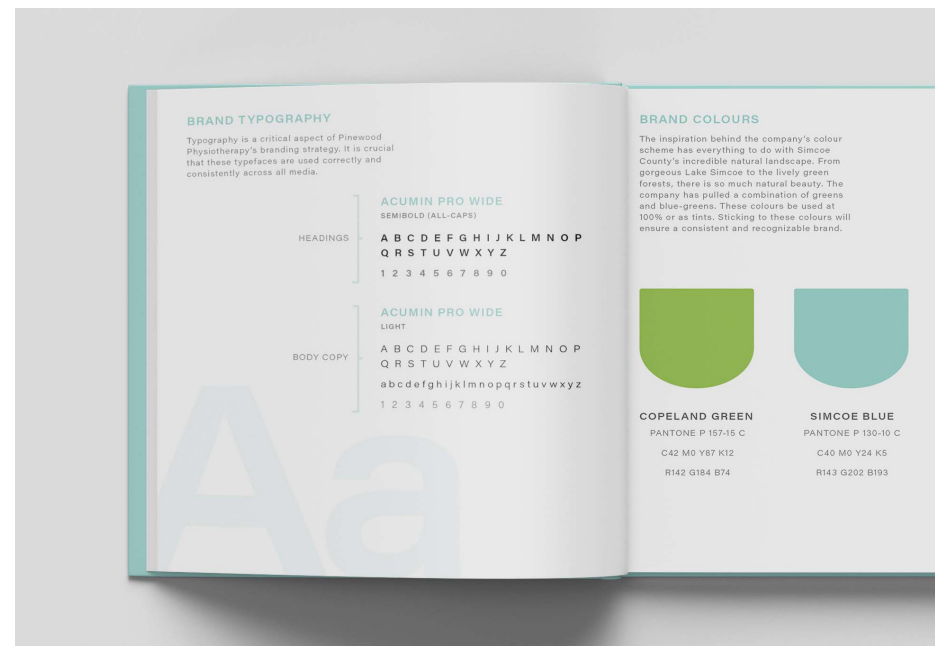 BRAND TYPOGRAPHY
Typography is a critical aspect of Pinewood
Physiotherapy's branding strategy. It is crucial
that these typefaces are used correctly and
consistently across all media.
HEADINGS
ACUMIN PRO WIDE
SEMIBOLD (ALL-CAPS)
A B C D E F G H I J K L M N O P
Q R S T U V W X Y Z
1 2 3 4 5 6 7 8 9 0
BODY COPY
ACUMIN PRO WIDE
LIGHT
A B C D E F G H I J K L M N O P
Q R S T U V W X Y Z
a b c d e f g h i j k l m n o p q r s t u v w x y z
1 2 3 4 5 6 7 8 9 0
Aa
BRAND COLOURS
The inspiration behind the company's colour
scheme has everything to do with Simcoe
County's incredible natural landscape. From
gorgeous Lake Simcoe to the lively green
forests, there is so much natural beauty. The
company has pulled a combination of greens
and blue-greens. These colours be used at
100% or as tints. Sticking to these colours will
ensure a consistent and recognizable brand.
COPELAND GREEN
PANTONE P 157-15 C
C42 M0 Y87 K12
R142 G184 B74
SIMCOE BLUE
PANTONE P 130-10 C
C40 M0 Y24 K5
R143 G202 B193